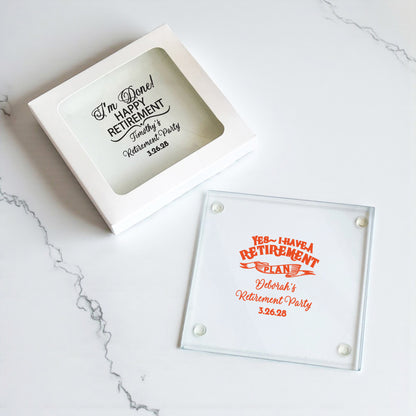 I'm Done!
HAPPY
RETIREMENT
Timothy's
Retirement Party
3.26.28
YES~ I HAVE A
RETIREMENT
PLAN
Deborah's
Retirement Party
3.26.28